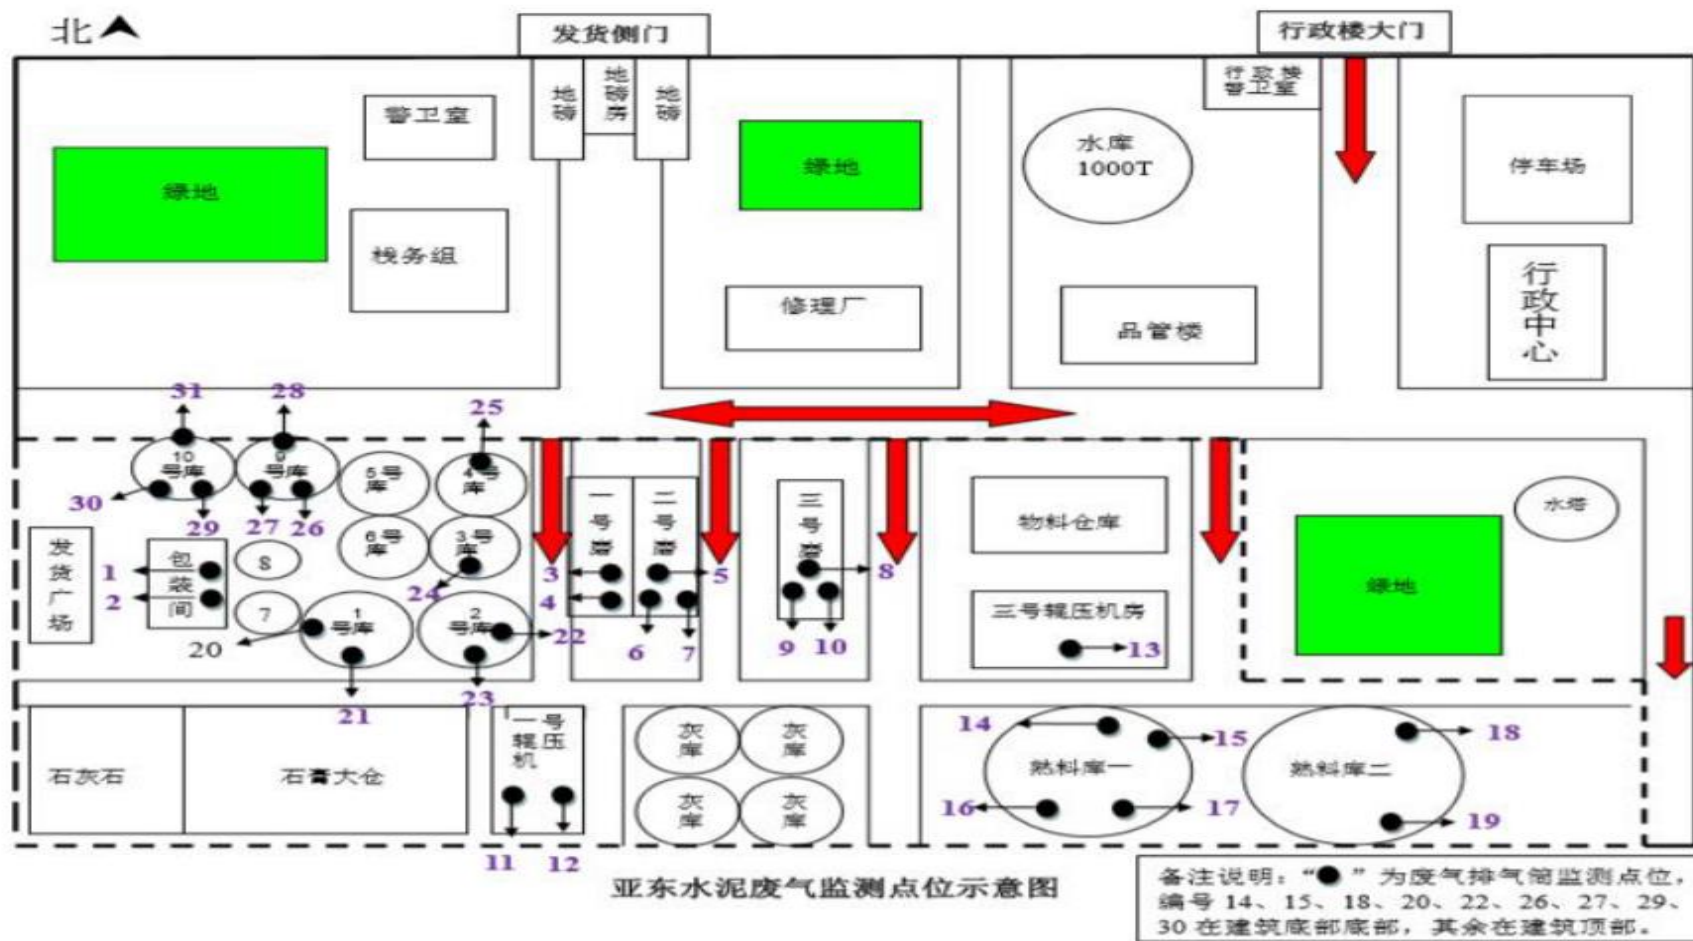 北
发货侧门
行政楼大门
地磅
地磅房
地磅
行政楼
警卫室
警卫室
绿地
绿地
水库
1000T
停车场
栈务组
修理厂
品管楼
行政中心
31
28
25
10
号库
9
号库
5号
库
4号
库
30
29
27
26
6号
库
3号
库
24
发货广场
包装间
1
2
8
7
1
号库
2
号库
20
21
22
23
一号磨
二号磨
三号磨
3
4
5
6
7
8
9
10
物料仓库
三号辊压机房
13
水塔
绿地
石灰石
石膏大仓
一号
辊压
机
11
12
灰库
灰库
灰库
灰库
14
15
熟料库一
16
17
18
熟料库二
19
亚东水泥废气监测点位示意图
备注说明：“●”为废气排气筒监测点位，
编号 14、15、18、20、22、26、27、29、
30 在建筑底部底部，其余在建筑顶部。